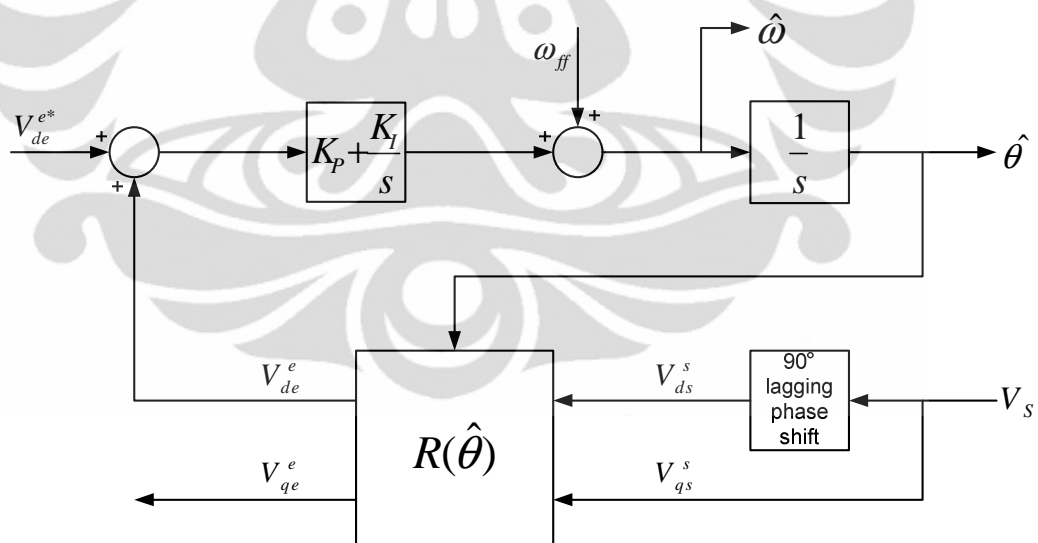 ω̂
ω_ff
V_de^e*
+
+
+
+
K_P + K_I/s
1/s
θ̂
V_de^e
V_ds^s
90°
lagging
phase
shift
V_s
R(θ̂)
V_qe^e
V_qs^s